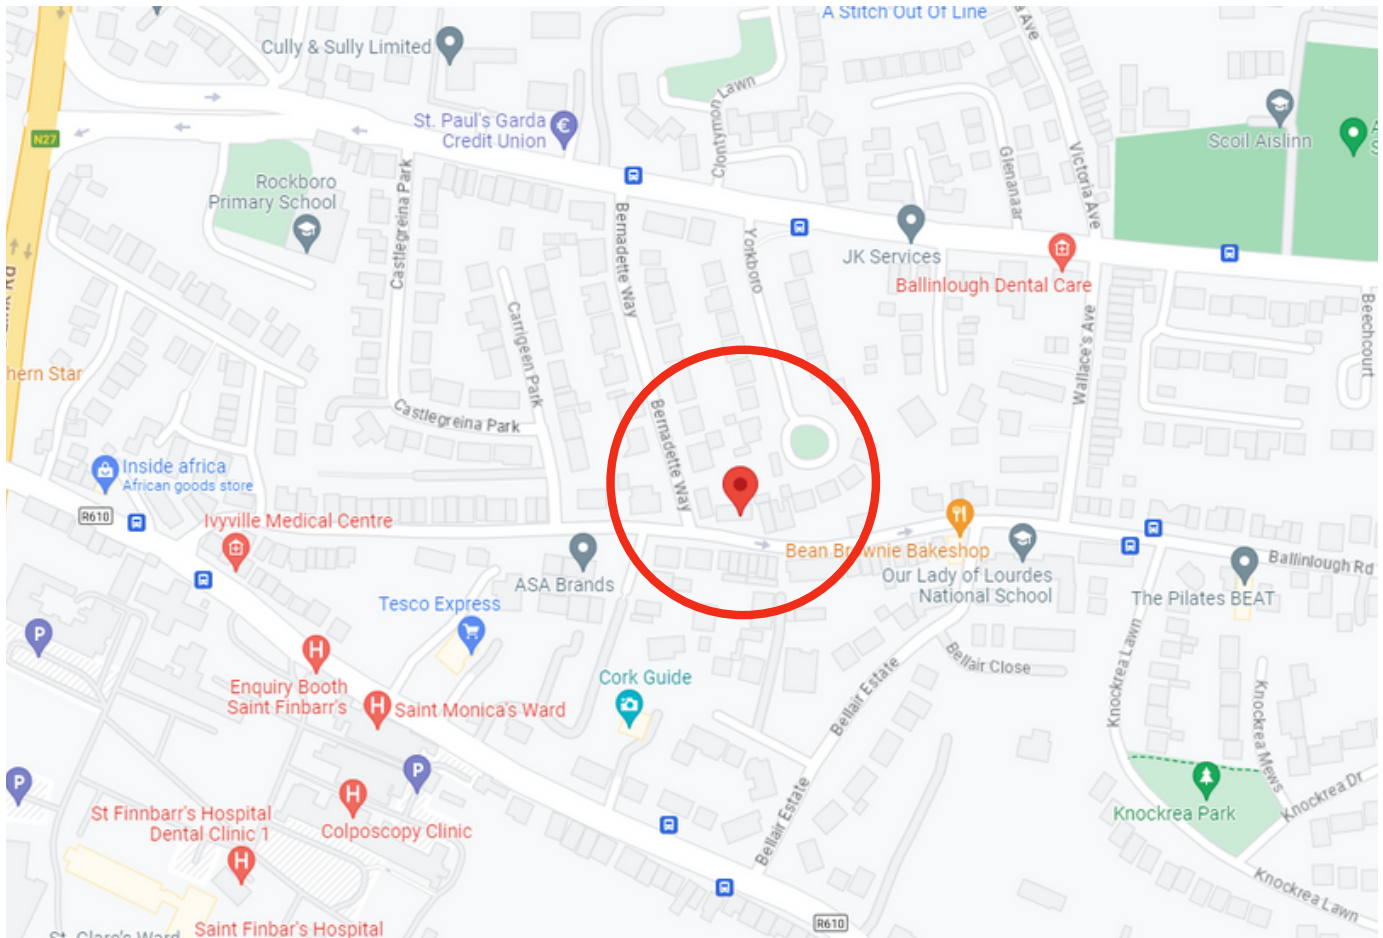 A Stitch Out Of Line
Cully & Sully Limited
St. Paul's Garda
Credit Union
N27
Rockboro
Primary School
Castlegreina Park
Bernadette Way
Clontymon Lawn
Yorkboro
JK Services
Glenanaar
Victoria Ave
Scoil Aislinn
Ballinlough Dental Care
Beechcourt
Wallace's Ave
hern Star
Carrigeen Park
Castlegreina Park
Bernadette Way
Inside africa
African goods store
R610
Ivyville Medical Centre
ASA Brands
Bean Brownie Bakeshop
Our Lady of Lourdes
National School
Ballinlough Rd
The Pilates BEAT
Tesco Express
Cork Guide
Bellair Close
Bellair Estate
Knockrea Lawn
Knockrea Mews
P
H
Enquiry Booth
Saint Finbarr's
H
Saint Monica's Ward
P
P
H
Colposcopy Clinic
St Finnbarr's Hospital
Dental Clinic 1
H
Bellair Estate
Knockrea Park
Knockrea Dr
Knockrea Lawn
Saint Finbar's Hospital
St. Clare's Ward
R610